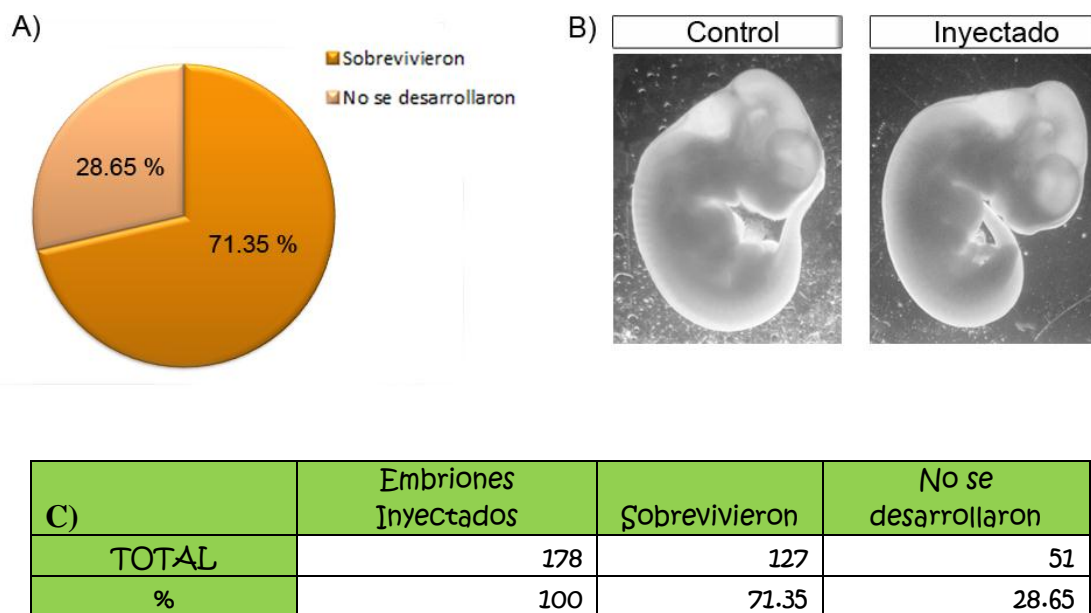 A)
Sobrevivieron
No se desarrollaron
28.65 %
71.35 %
B)
Control
Inyectado
C)
Embriones
Inyectados
Sobrevivieron
No se
desarrollaron
TOTAL 178 127 51
% 100 71.35 28.65